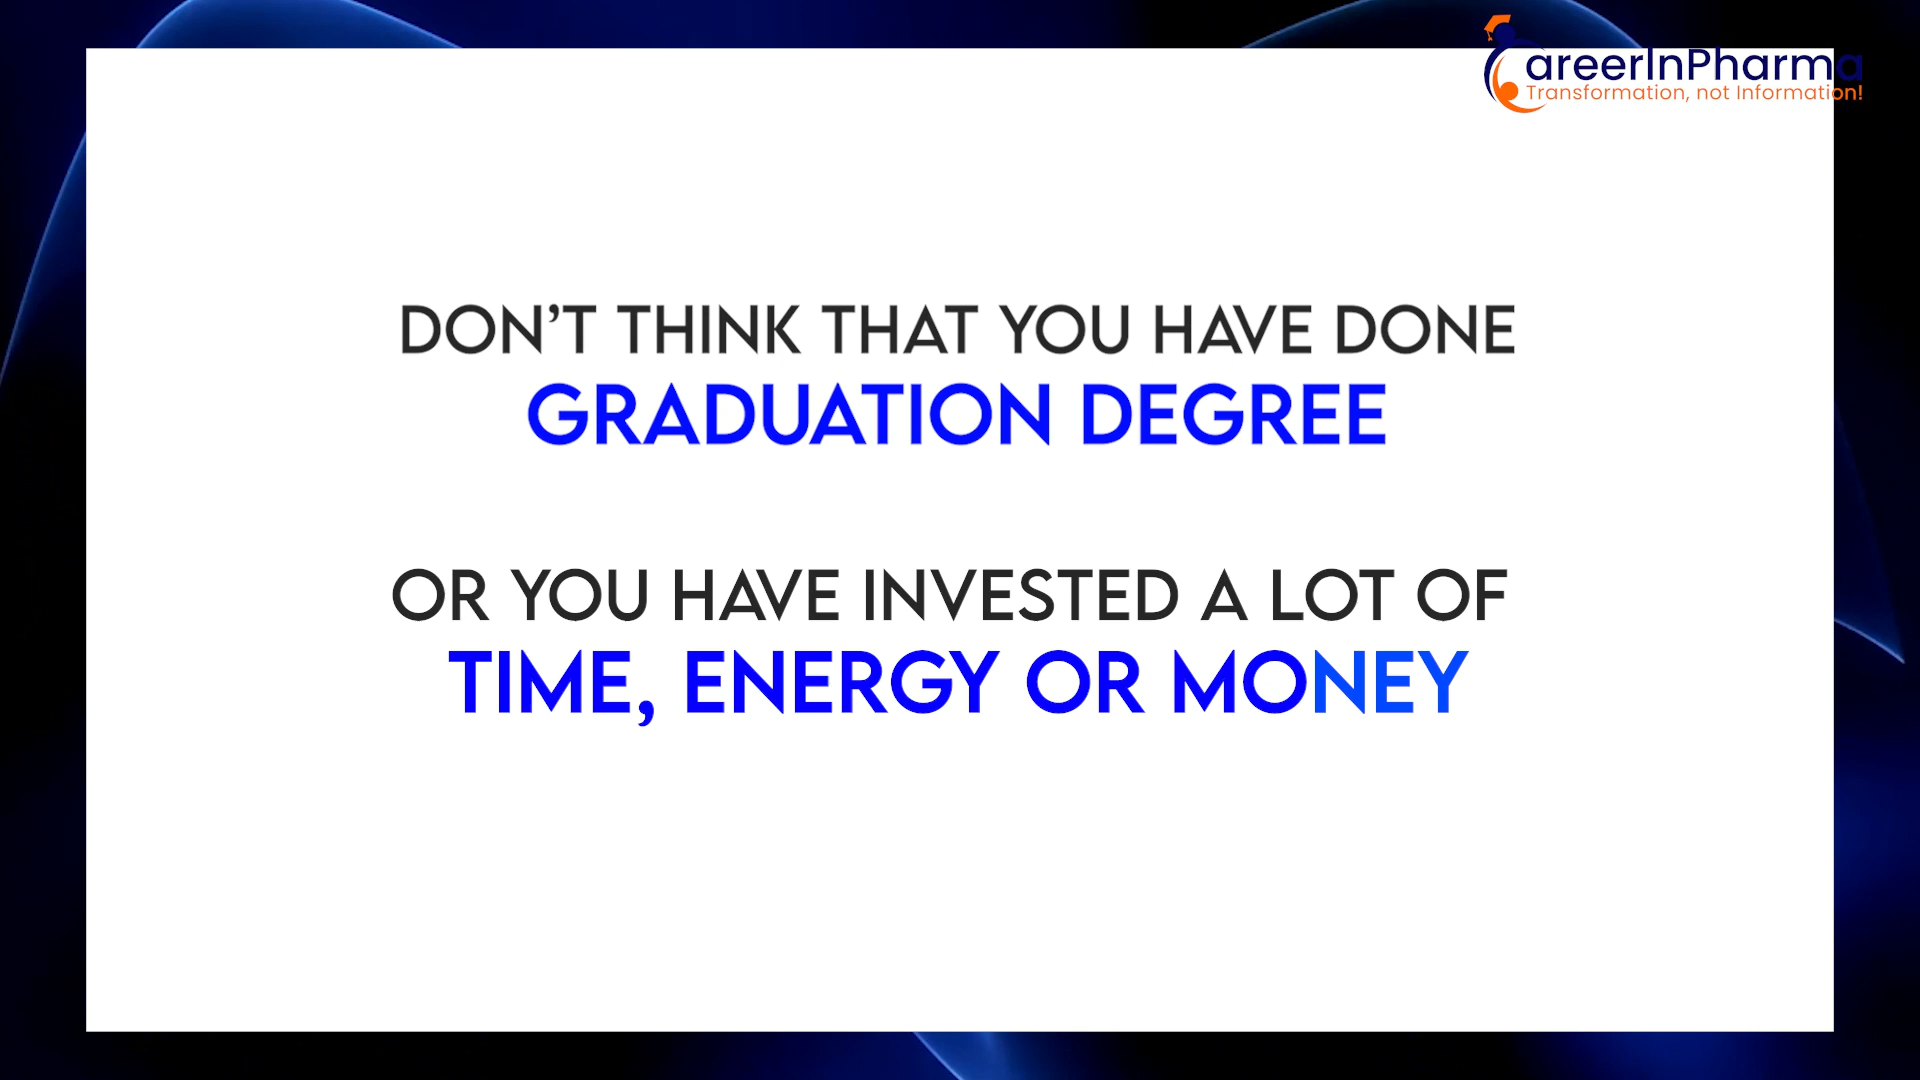 CareerInPharma
Transformation, not Information!
DON'T THINK THAT YOU HAVE DONE
GRADUATION DEGREE
OR YOU HAVE INVESTED A LOT OF
TIME, ENERGY OR MONEY